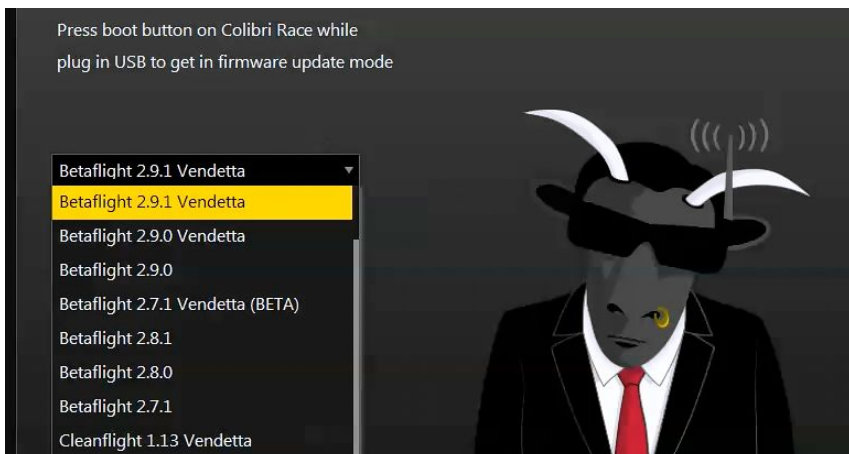 Press boot button on Colibri Race while
plug in USB to get in firmware update mode
Betaflight 2.9.1 Vendetta
Betaflight 2.9.1 Vendetta
Betaflight 2.9.0 Vendetta
Betaflight 2.9.0
Betaflight 2.7.1 Vendetta (BETA)
Betaflight 2.8.1
Betaflight 2.8.0
Betaflight 2.7.1
Cleanflight 1.13 Vendetta